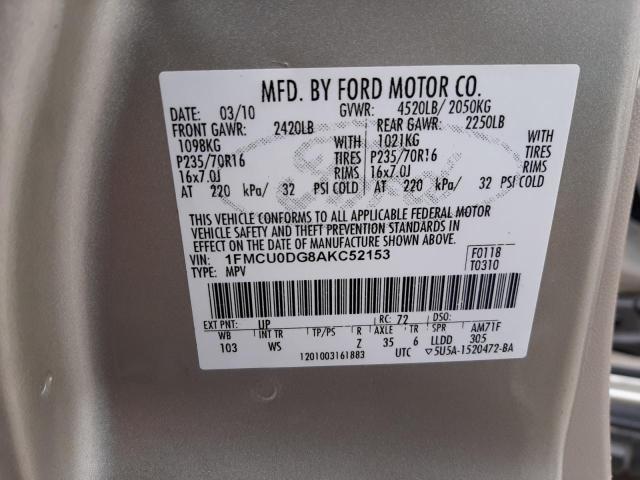 MFD. BY FORD MOTOR CO.
DATE: 03/10 GVWR: 4520LB/ 2050KG
FRONT GAWR: 2420LB REAR GAWR: 2250LB
1098KG WITH 1021KG WITH
P235/70R16 TIRES P235/70R16 TIRES
16x7.0J RIMS 16x7.0J RIMS
AT 220 kPa/ 32 PSI COLD AT 220 kPa/ 32 PSI COLD
THIS VEHICLE CONFORMS TO ALL APPLICABLE FEDERAL MOTOR
VEHICLE SAFETY AND THEFT PREVENTION STANDARDS IN
EFFECT ON THE DATE OF MANUFACTURE SHOWN ABOVE.
VIN: 1FMCU0DG8AKC52153 F0118
TYPE: MPV T0310
EXT PNT: UP RC: 72 DSO:
WB INT TR TP/PS R AXLE TR SPR AM71F
103 WS Z 35 6 LLDD 305
1201003161883 UTC ▽5U5A-1520472-BA